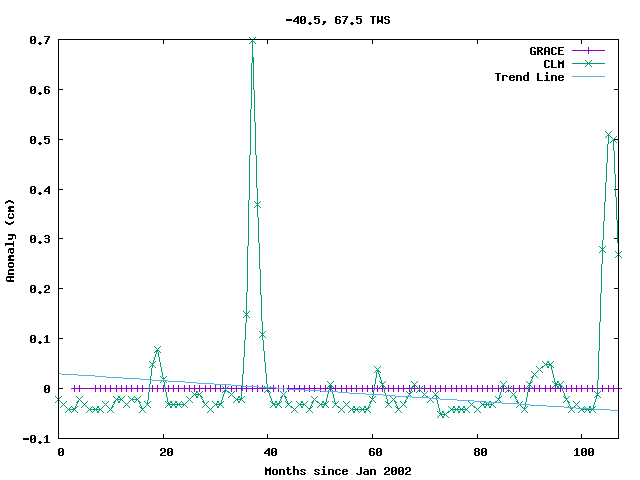 -40.5, 67.5 TWS
GRACE
CLM
Trend Line
0.7
0.6
0.5
0.4
0.3
0.2
0.1
0
-0.1
Anomaly (cm)
0 20 40 60 80 100
Months since Jan 2002